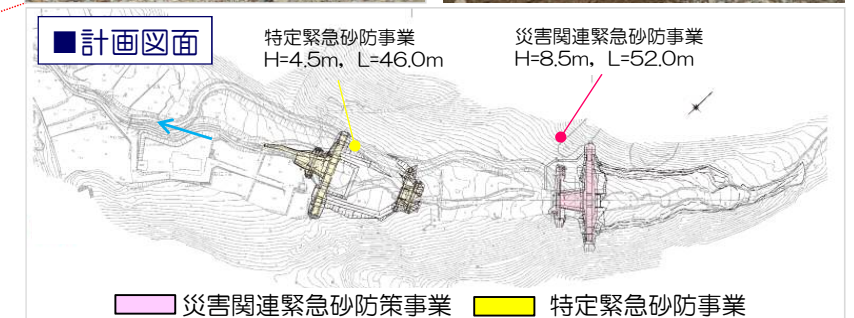 ■計画図面
特定緊急砂防事業
H=4.5m, L=46.0m
災害関連緊急砂防事業
H=8.5m, L=52.0m
災害関連緊急砂防策事業
特定緊急砂防事業